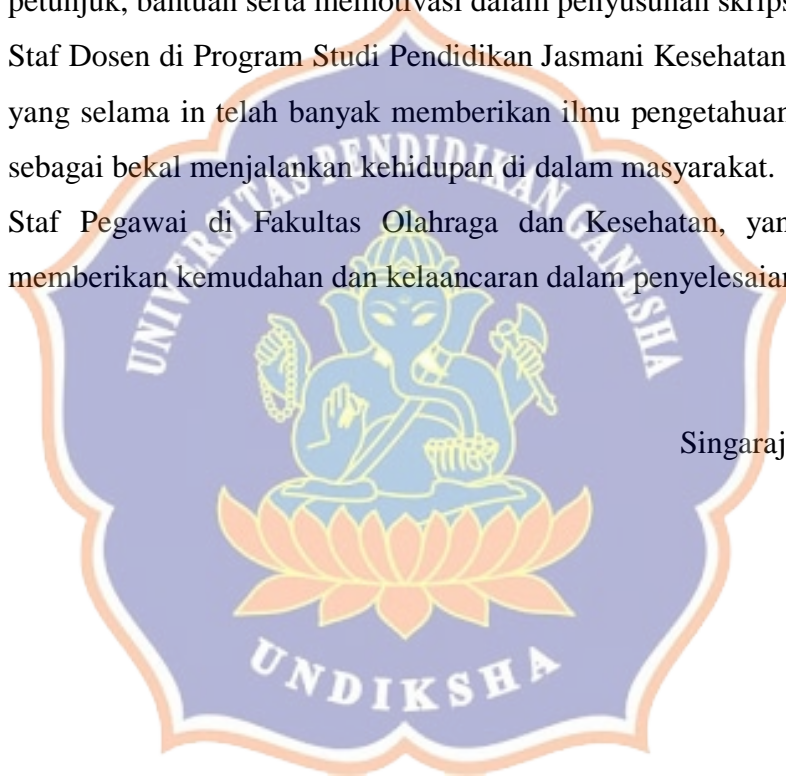 petunjuk, bantuan serta memotivasi dalam penyusunan skrips
Staf Dosen di Program Studi Pendidikan Jasmani Kesehatan
yang selama in telah banyak memberikan ilmu pengetahuan
sebagai bekal menjalankan kehidupan di dalam masyarakat.
Staf Pegawai di Fakultas Olahraga dan Kesehatan, yan
memberikan kemudahan dan kelaancaran dalam penyelesaian
Singaraj
UNIVERSITAS PENDIDIKAN GANESHA
UNDIKSHA